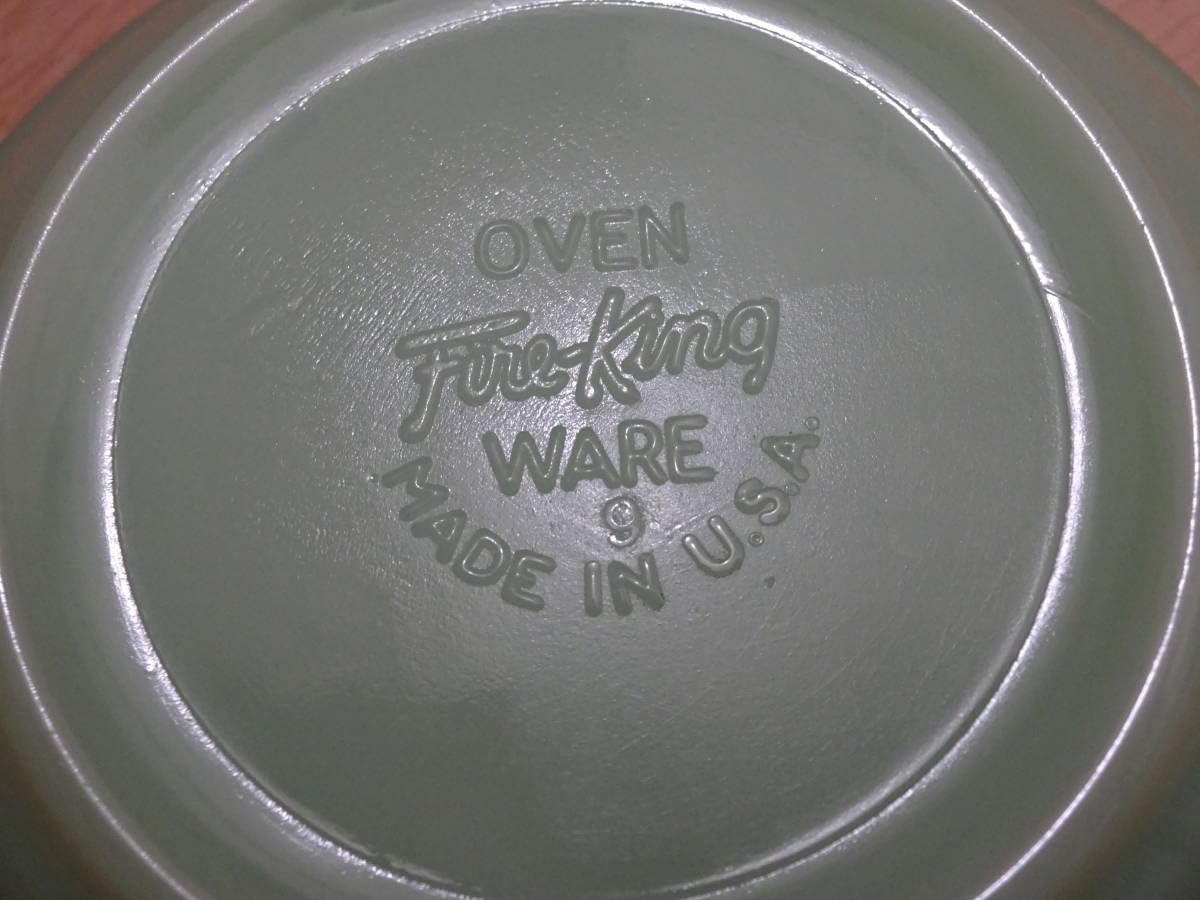 OVEN
Fire-King
WARE
9
MADE IN U.S.A.